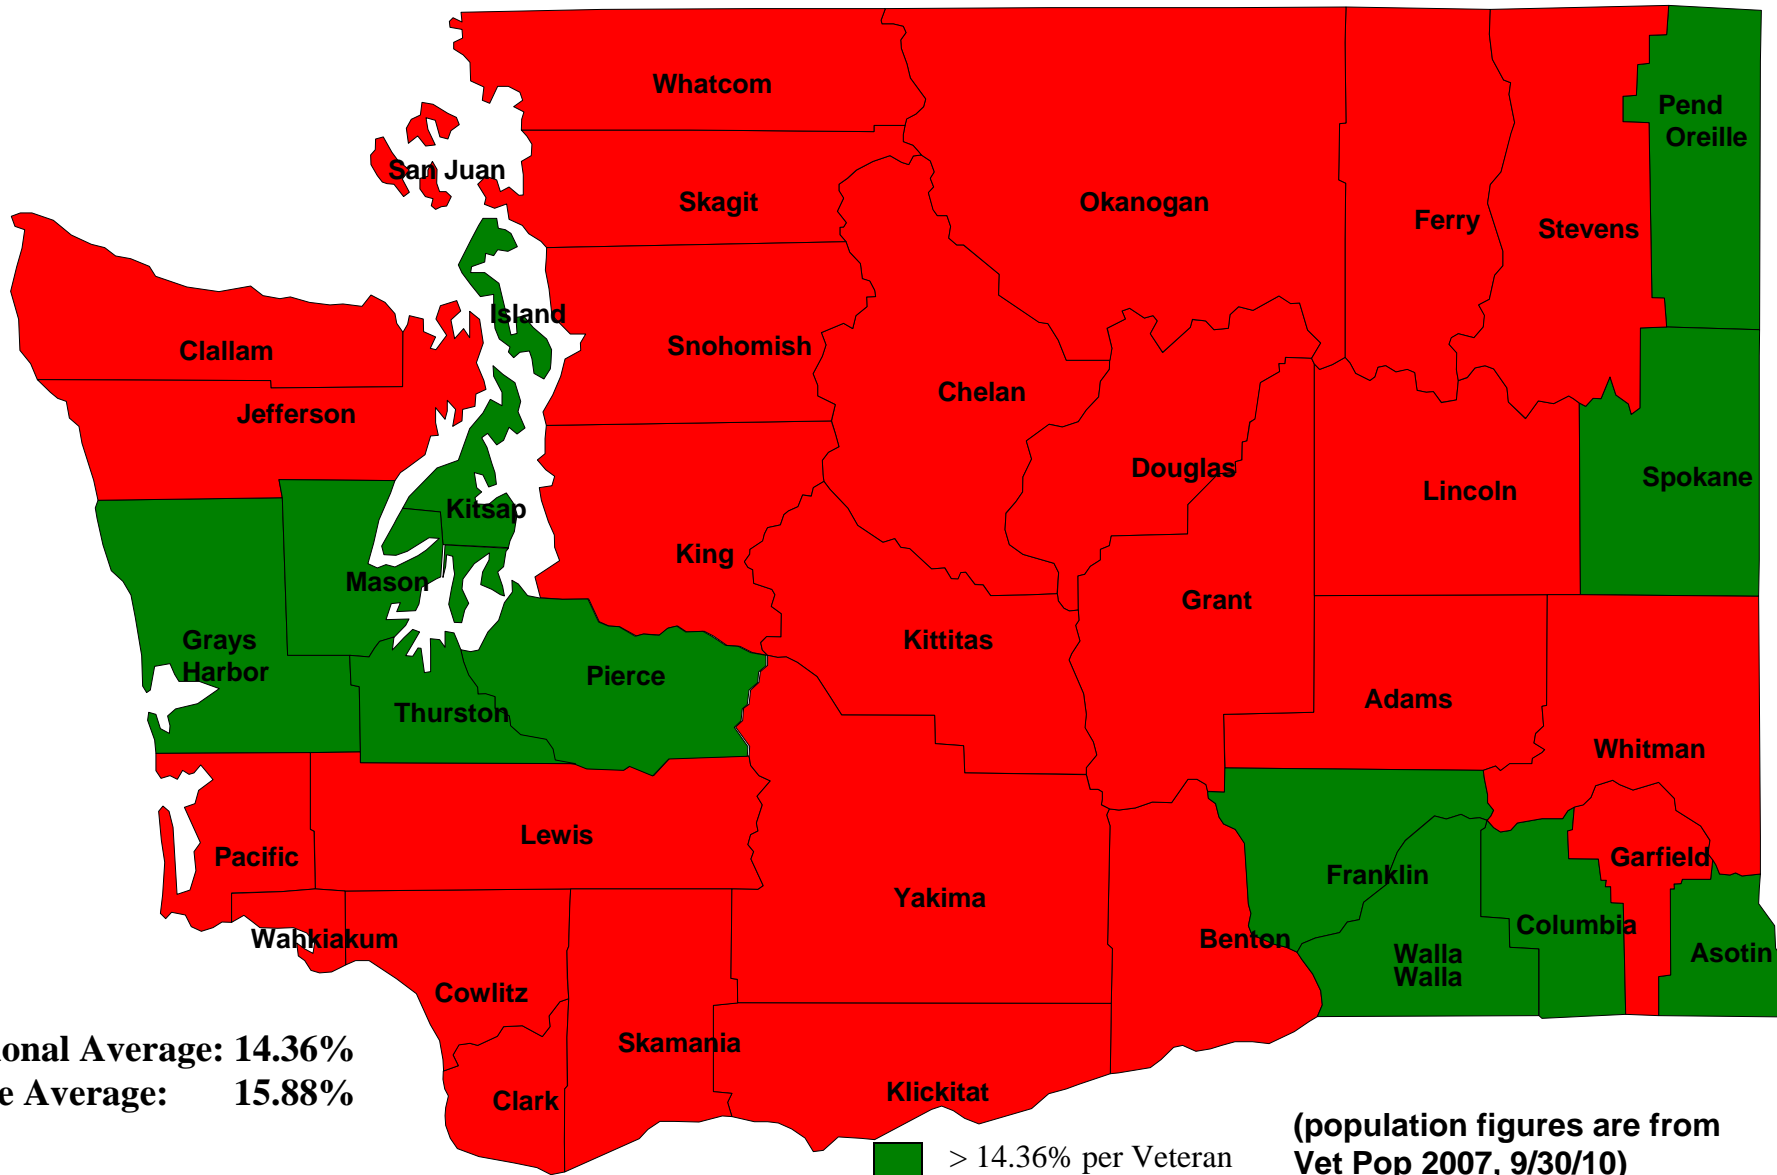 Whatcom
Pend
Oreille
San Juan
Skagit
Okanogan
Ferry
Stevens
Island
Clallam
Snohomish
Chelan
Jefferson
Douglas
Spokane
Lincoln
Kitsap
King
Mason
Grant
Grays
Harbor
Kittitas
Pierce
Adams
Thurston
Whitman
Lewis
Pacific
Garfield
Franklin
Yakima
Columbia
Wahkiakum
Benton
Walla
Walla
Asotin
Cowlitz
Skamania
Klickitat
Clark
Average: 14.36%
Average: 15.88%
> 14.36% per Veteran
(population figures are from
Vet Pop 2007, 9/30/10)